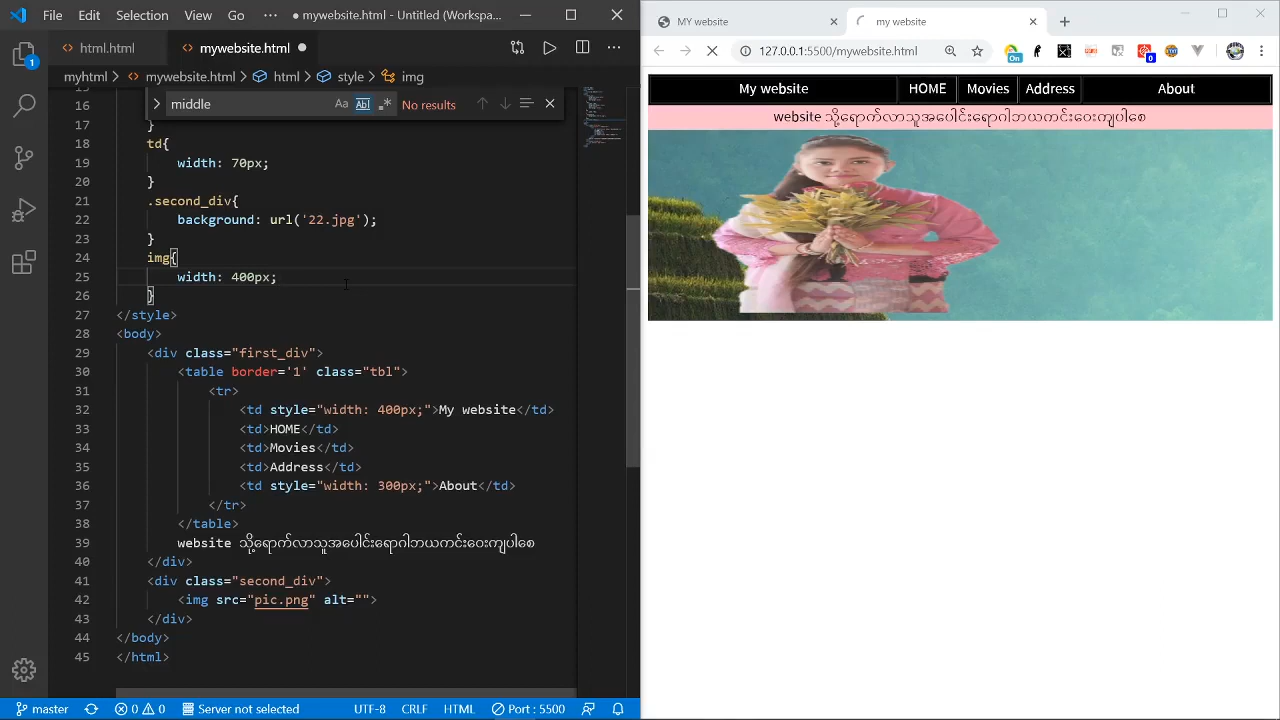 File Edit Selection View Go ··· ● mywebsite.html - Untitled (Workspa...
html.html
mywebsite.html ●
myhtml > mywebsite.html > html > style > img
middle
Aa
No results
16
17 }
18 td{
19 width: 70px;
20 }
21 .second_div{
22 background: url('22.jpg');
23 }
24 img{
25 width: 400px;
26 }
27 </style>
28 <body>
29 <div class="first_div">
30 <table border='1' class="tbl">
31 <tr>
32 <td style="width: 400px;">My website</td>
33 <td>HOME</td>
34 <td>Movies</td>
35 <td>Address</td>
36 <td style="width: 300px;">About</td>
37 </tr>
38 </table>
39 website သို့ရောက်လာသူအပေါင်းရောဂါဘယကင်းဝေးကျပါစေ
40 </div>
41 <div class="second_div">
42 <img src="pic.png" alt="">
43 </div>
44 </body>
45 </html>
1
master
0
0
Server not selected
UTF-8
CRLF
HTML
Port : 5500
MY website
my website
127.0.0.1:5500/mywebsite.html
On
0
My website
HOME
Movies
Address
About
website သို့ရောက်လာသူအပေါင်းရောဂါဘယကင်းဝေးကျပါစေ